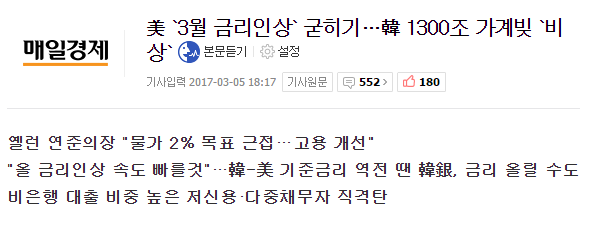 매일경제
美 `3월 금리인상` 굳히기…韓 1300조 가계빚 `비
상` 본문듣기 설정
기사입력 2017-03-05 18:17 기사원문 552 > 180
옐런 연준의장 "물가 2% 목표 근접…고용 개선"
"올 금리인상 속도 빠를것"…韓-美 기준금리 역전 땐 韓銀, 금리 올릴 수도
비은행 대출 비중 높은 저신용·다중채무자 직격탄